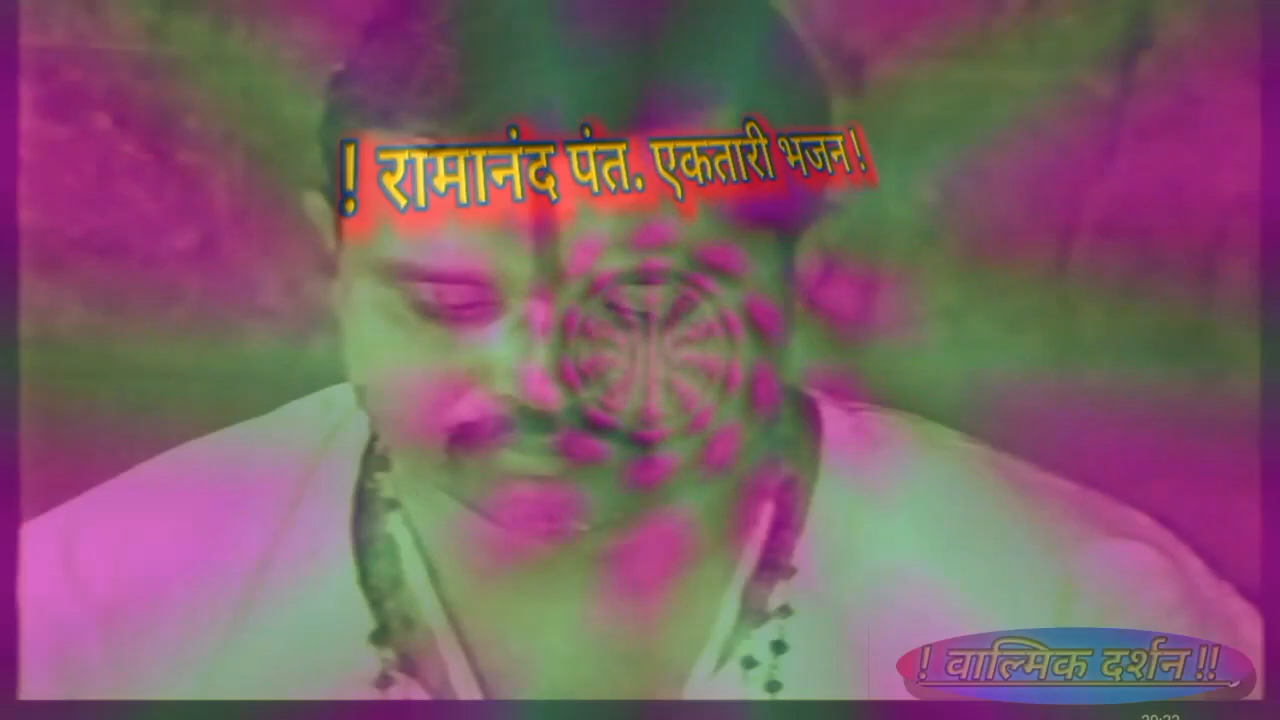 ! रामानंद पंत. एकतारी भजन !
! वाल्मिक दर्शन !!